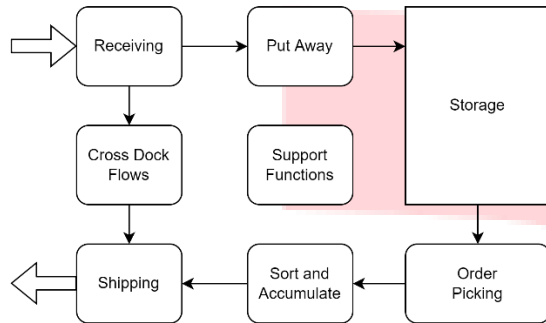 Receiving
Put Away
Storage
Cross Dock
Flows
Support
Functions
Shipping
Sort and
Accumulate
Order
Picking